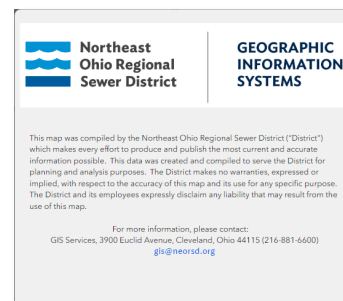 Northeast
Ohio Regional
Sewer District
GEOGRAPHIC
INFORMATION
SYSTEMS
This map was compiled by the Northeast Ohio Regional Sewer District ("District")
which makes every effort to produce and publish the most current and accurate
information possible. This data was created and compiled to serve the District for
planning and analysis purposes. The District makes no warranties, expressed or
implied, with respect to the accuracy of this map and its use for any specific purpose.
The District and its employees expressly disclaim any liability that may result from the
use of this map.
For more information, please contact:
GIS Services, 3900 Euclid Avenue, Cleveland, Ohio 44115 (216-881-6600)
gis@neorsd.org